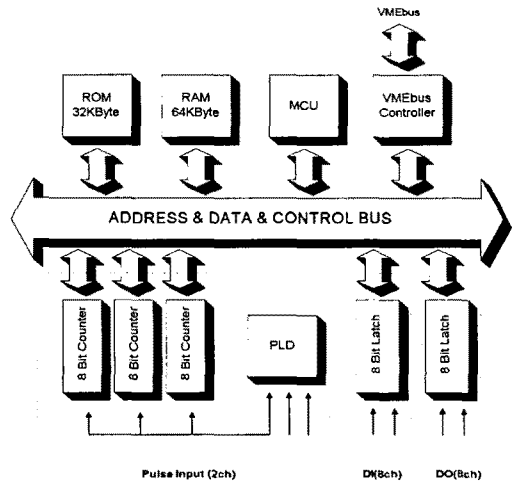 VMEbus
ROM
32KByte
RAM
64KByte
MCU
VMEbus
Controller
ADDRESS & DATA & CONTROL BUS
8 Bit Counter
8 Bit Counter
8 Bit Counter
PLD
8 Bit Latch
8 Bit Latch
Pulse Input (2ch)
DI(8ch)
DO(8ch)